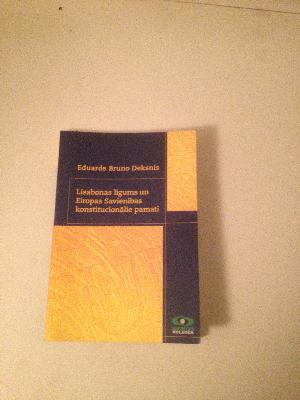 Eduards Bruno Deksnis
Lisabonas līgums un
Eiropas Savienības
konstitucionālie pamati